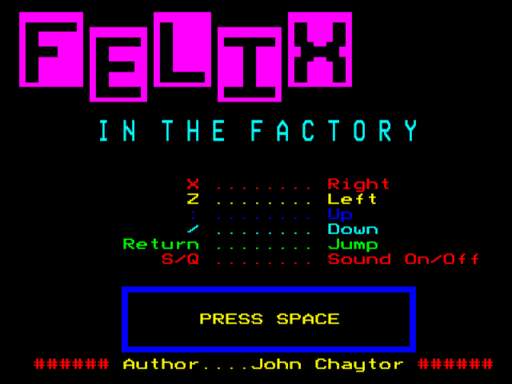 FELIX
IN THE FACTORY
X ........ Right
Z ........ Left
: ........ Up
/ ........ Down
Return ........ Jump
S/Q ........ Sound On/Off
PRESS SPACE
###### Author....John Chaytor ######